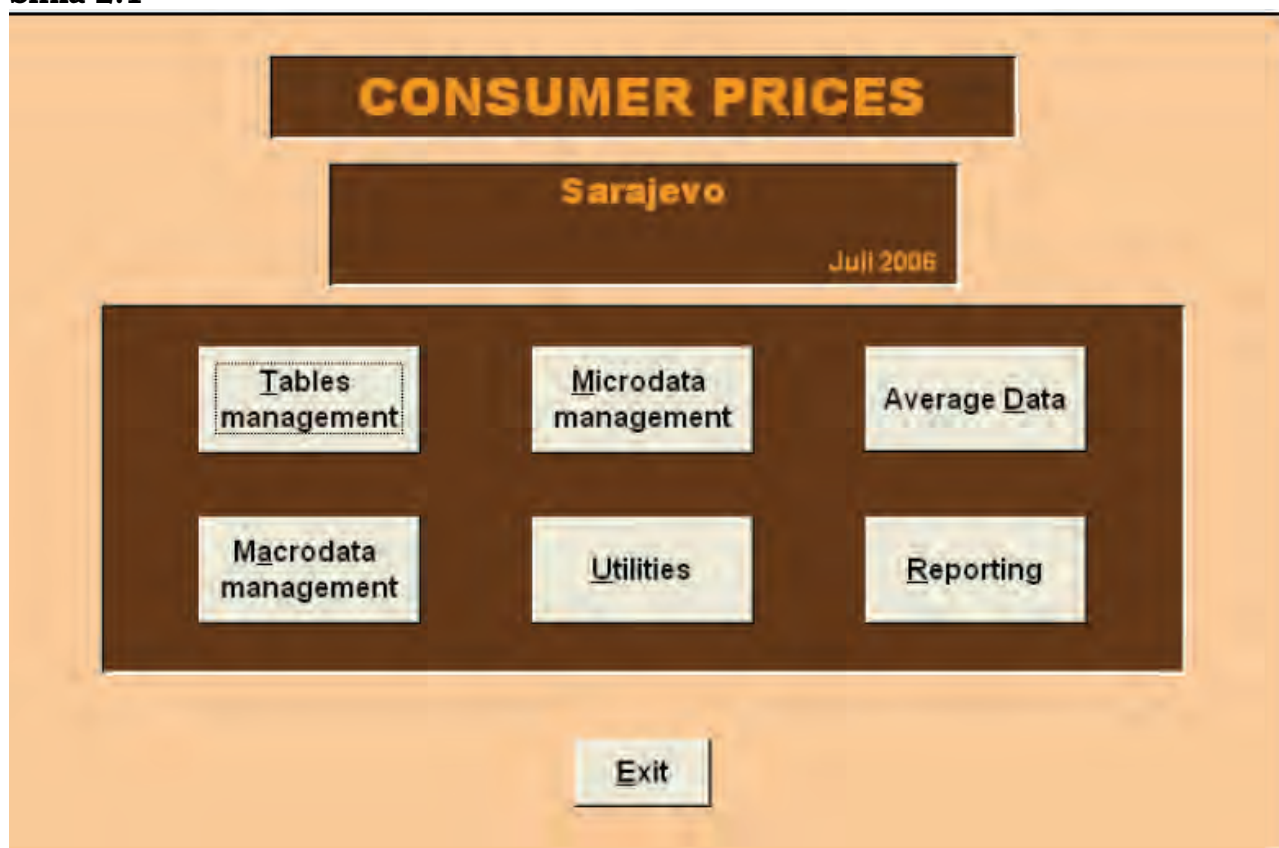 CONSUMER PRICES
Sarajevo
Juli 2006
Tables
management
Microdata
management
Average Data
Macrodata
management
Utilities
Reporting
Exit